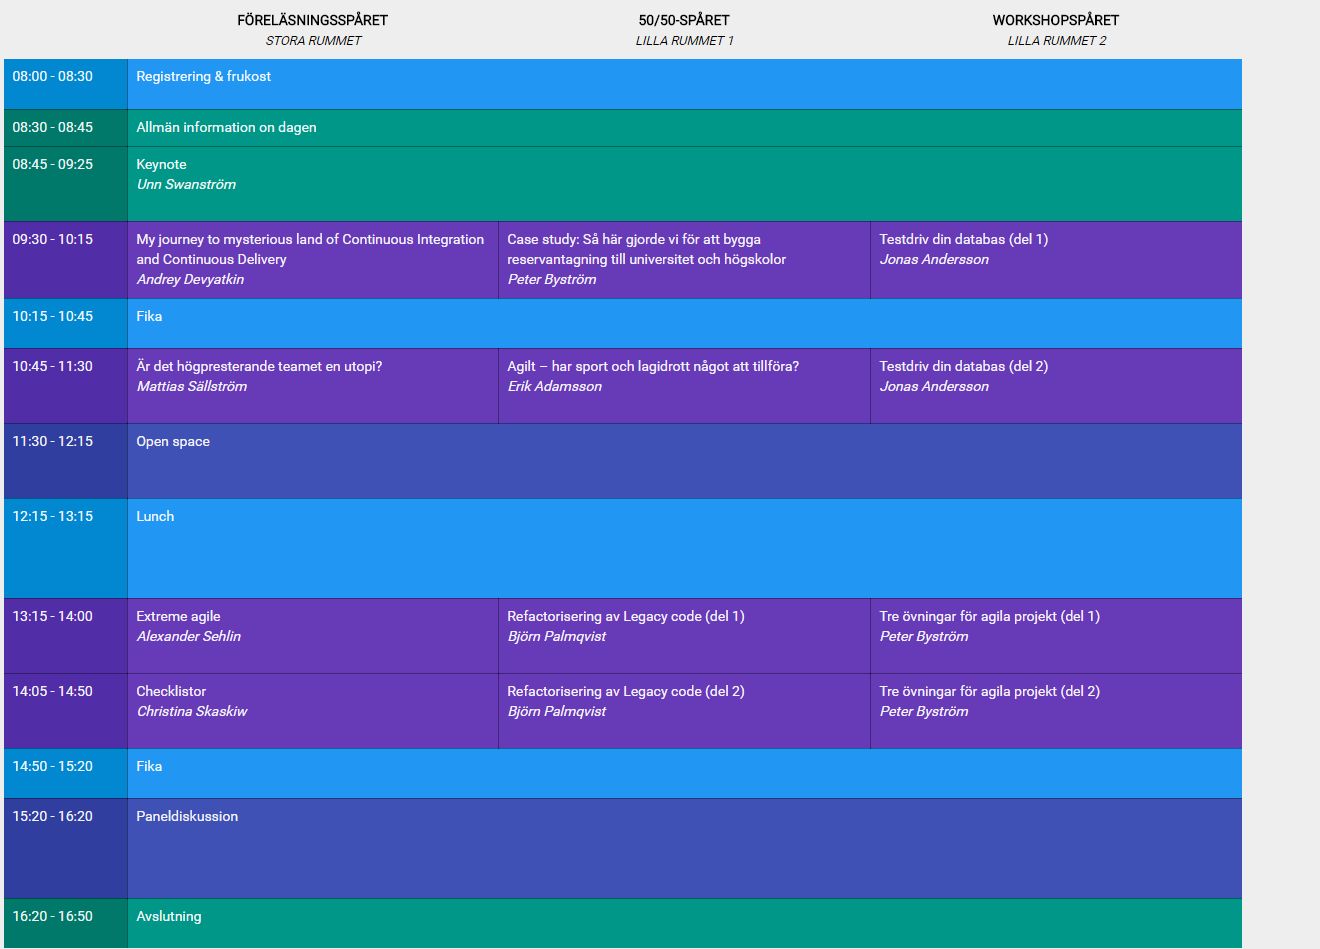 FÖRELÄSNINGSSPÅRET
STORA RUMMET
50/50-SPÅRET
LILLA RUMMET 1
WORKSHOPSPÅRET
LILLA RUMMET 2
08:00 - 08:30
Registrering & frukost
08:30 - 08:45
Allmän information on dagen
08:45 - 09:25
Keynote
Unn Swanström
09:30 - 10:15
My journey to mysterious land of Continuous Integration
and Continuous Delivery
Andrey Devyatkin
Case study: Så här gjorde vi för att bygga
reservantagning till universitet och högskolor
Peter Byström
Testdriv din databas (del 1)
Jonas Andersson
10:15 - 10:45
Fika
10:45 - 11:30
Är det högpresterande teamet en utopi?
Mattias Sällström
Agilt – har sport och lagidrott något att tillföra?
Erik Adamsson
Testdriv din databas (del 2)
Jonas Andersson
11:30 - 12:15
Open space
12:15 - 13:15
Lunch
13:15 - 14:00
Extreme agile
Alexander Sehlin
Refactorisering av Legacy code (del 1)
Björn Palmqvist
Tre övningar för agila projekt (del 1)
Peter Byström
14:05 - 14:50
Checklistor
Christina Skaskiw
Refactorisering av Legacy code (del 2)
Björn Palmqvist
Tre övningar för agila projekt (del 2)
Peter Byström
14:50 - 15:20
Fika
15:20 - 16:20
Paneldiskussion
16:20 - 16:50
Avslutning